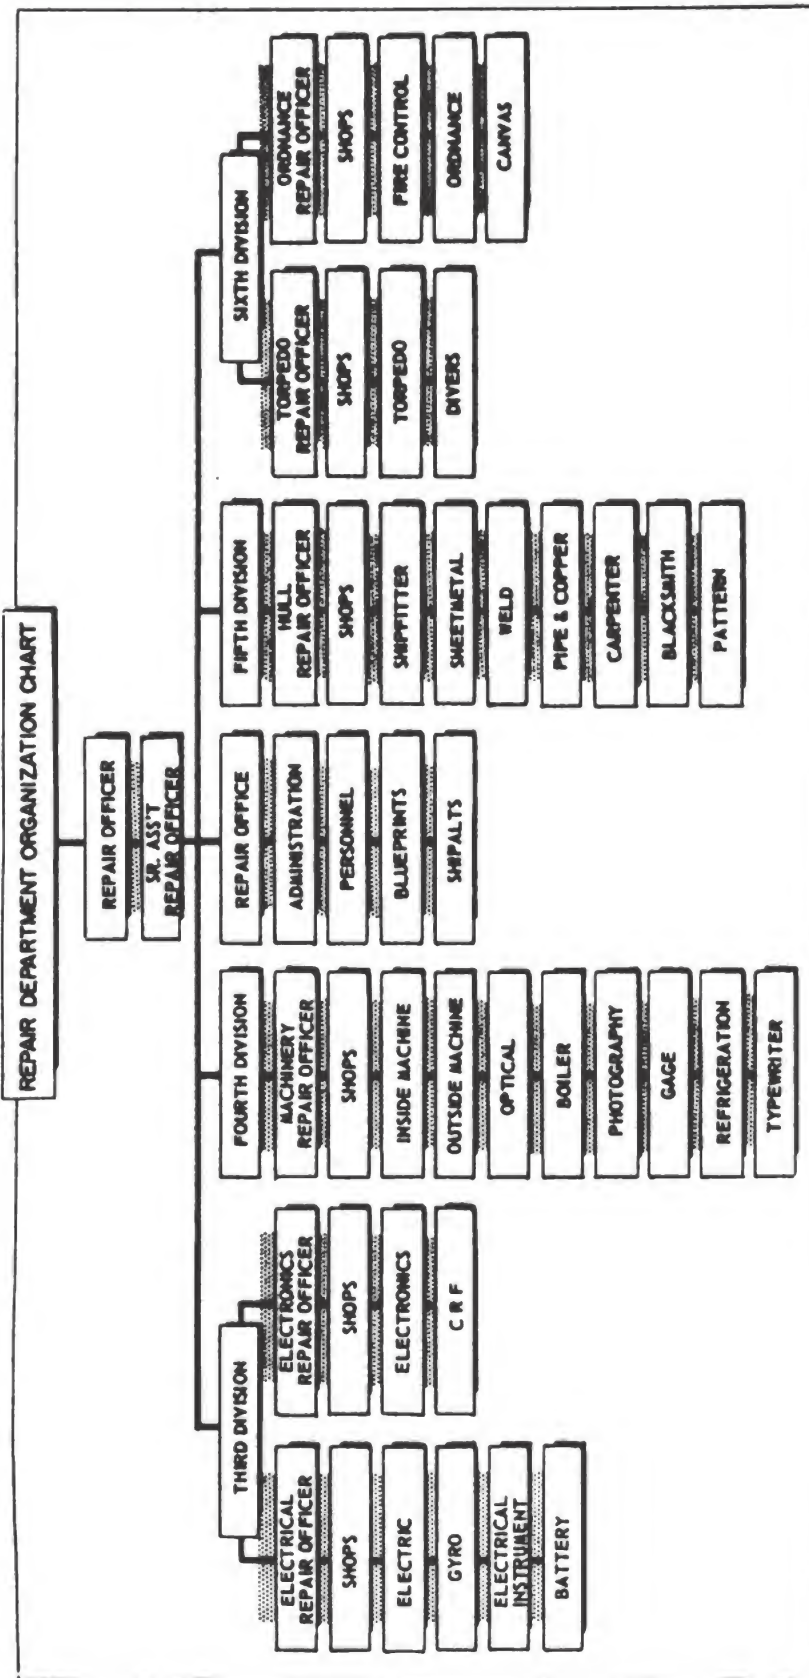 REPAIR DEPARTMENT ORGANIZATION CHART
REPAIR OFFICER
SR. ASS'T
REPAIR OFFICER
THIRD DIVISION
ELECTRICAL
REPAIR OFFICER
SHOPS
ELECTRIC
GYRO
ELECTRICAL
INSTRUMENT
BATTERY
ELECTRONICS
REPAIR OFFICER
SHOPS
ELECTRONICS
C R F
FOURTH DIVISION
MACHINERY
REPAIR OFFICER
SHOPS
INSIDE MACHINE
OUTSIDE MACHINE
OPTICAL
BOILER
PHOTOGRAPHY
GAGE
REFRIGERATION
TYPEWRITER
REPAIR OFFICE
ADMINISTRATION
PERSONNEL
BLUEPRINTS
SHIPALTS
FIFTH DIVISION
HULL
REPAIR OFFICER
SHOPS
SHIPFITTER
SHEETMETAL
WELD
PIPE & COPPER
CARPENTER
BLACKSMITH
PATTERN
SIXTH DIVISION
TORPEDO
REPAIR OFFICER
SHOPS
TORPEDO
DIVERS
ORDNANCE
REPAIR OFFICER
SHOPS
FIRE CONTROL
ORDNANCE
CANVAS